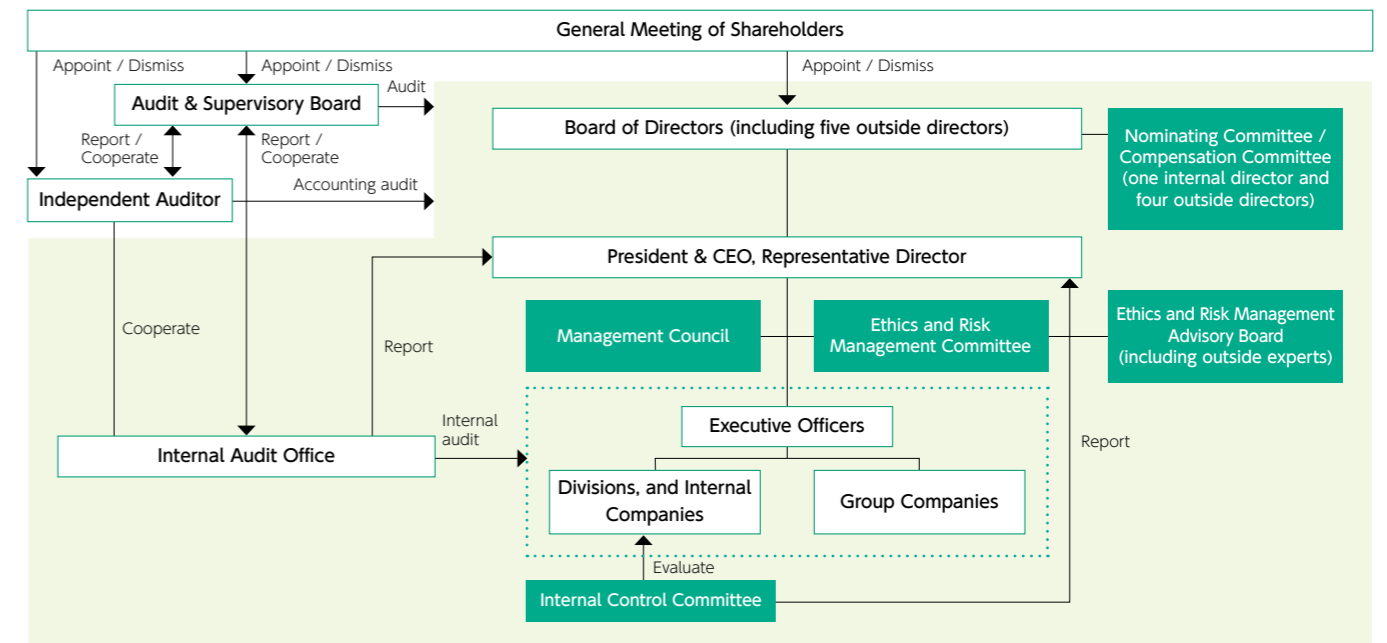 General Meeting of Shareholders
Appoint / Dismiss
Appoint / Dismiss
Appoint / Dismiss
Audit & Supervisory Board
Audit
Board of Directors (including five outside directors)
Nominating Committee /
Compensation Committee
(one internal director and
four outside directors)
Report /
Cooperate
Report /
Cooperate
Independent Auditor
Accounting audit
President & CEO, Representative Director
Cooperate
Report
Management Council
Ethics and Risk
Management Committee
Ethics and Risk Management
Advisory Board
(including outside experts)
Internal Audit Office
Internal
audit
Executive Officers
Report
Divisions, and Internal
Companies
Group Companies
Evaluate
Internal Control Committee